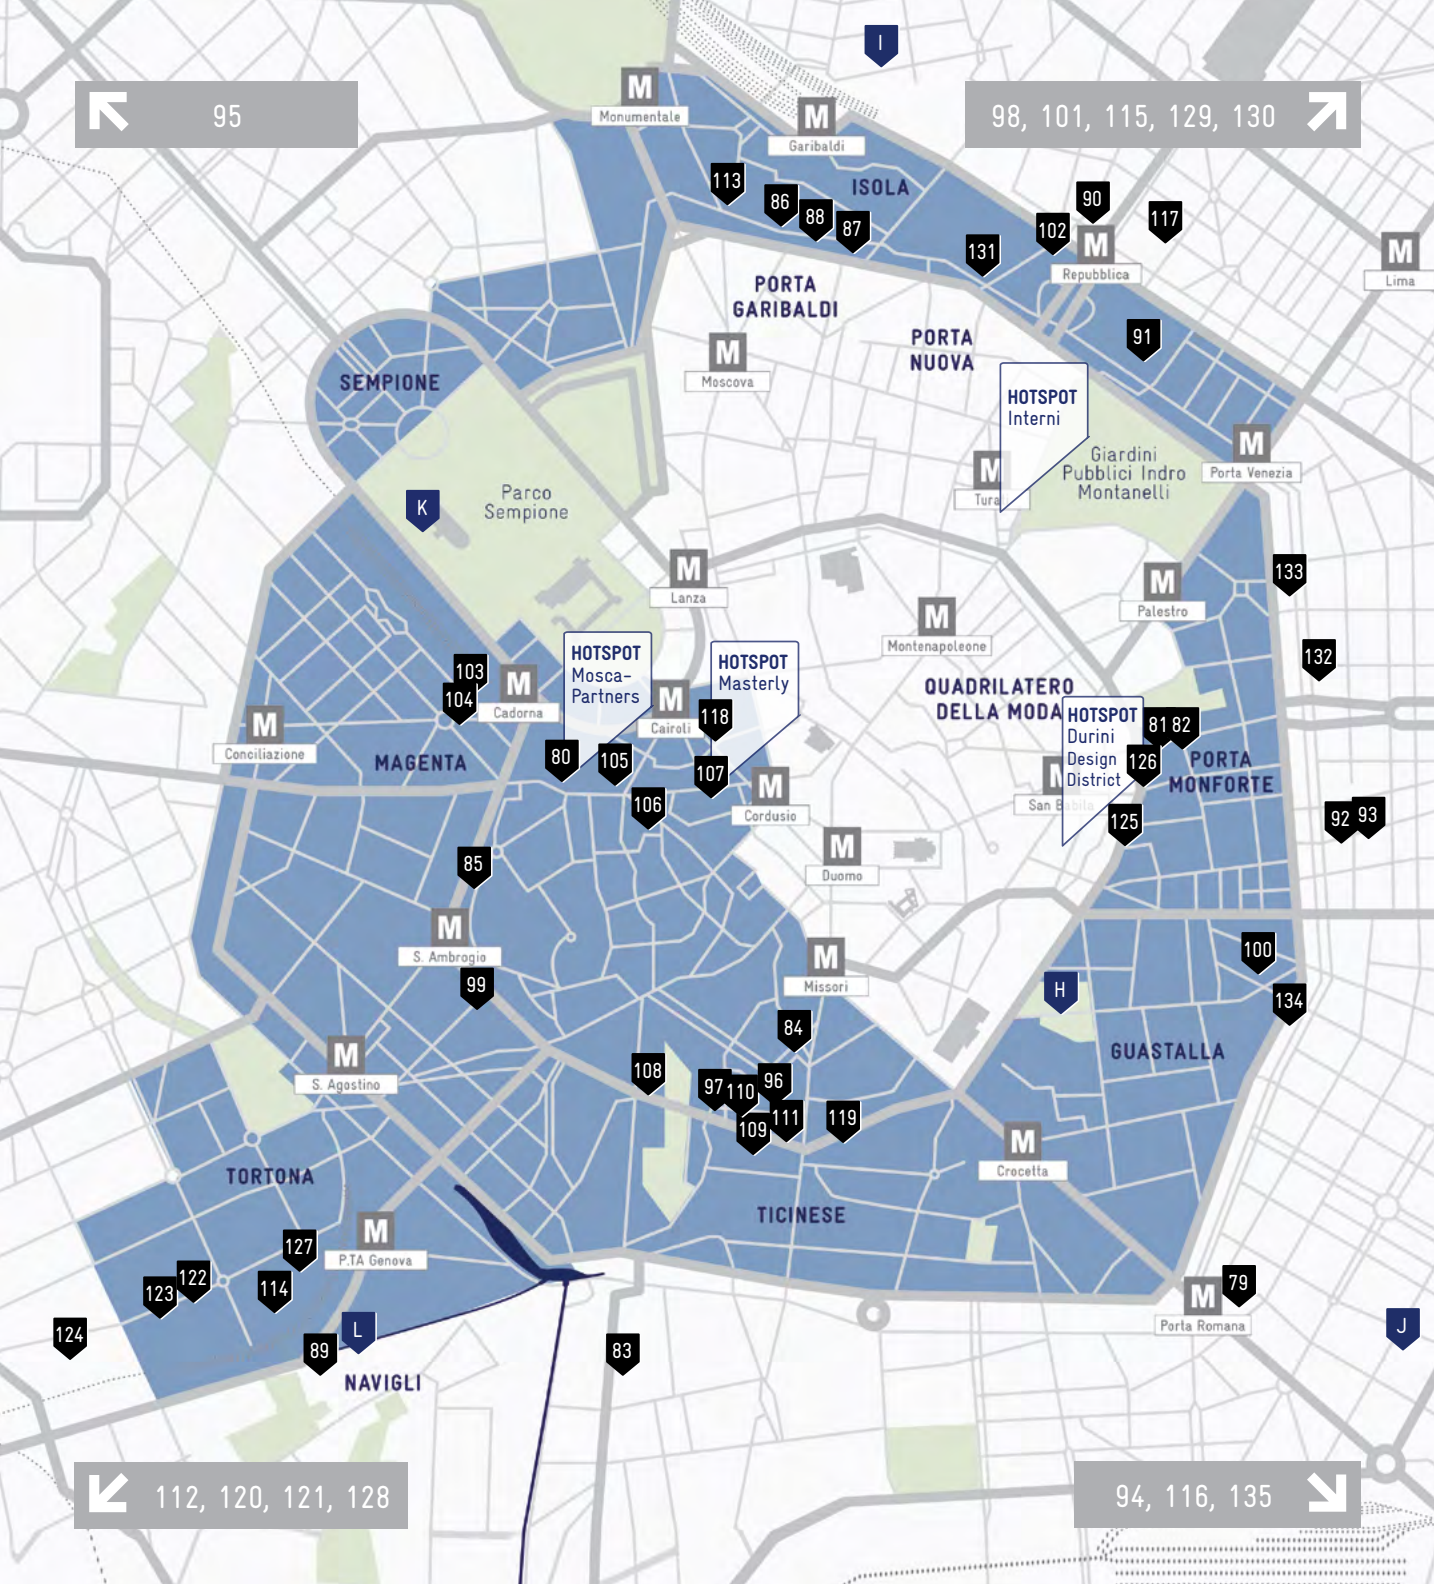 I
95
98, 101, 115, 129, 130
M
Monumentale
M
Garibaldi
ISOLA
113
86
88
87
131
102
90
117
M
Repubblica
M
Lima
PORTA
GARIBALDI
PORTA
NUOVA
91
M
Moscova
SEMPIONE
HOTSPOT
Interni
M
Tura
Giardini
Pubblici Indro
Montanelli
M
Porta Venezia
K
Parco
Sempione
M
Lanza
M
Palestro
133
M
Montenapoleone
132
103
104
M
Cadorna
HOTSPOT
Mosca-
Partners
M
Cairoli
HOTSPOT
Masterly
118
QUADRILATERO
DELLA MODA
HOTSPOT
Durini
Design
District
81
82
126
PORTA
MONFORTE
M
Conciliazione
MAGENTA
80
105
107
106
M
Cordusio
M
San Babila
125
92
93
85
M
Duomo
M
S. Ambrogio
99
M
Missori
100
H
134
84
GUASTALLA
M
S. Agostino
108
97
110
96
109
111
119
M
Crocetta
TORTONA
TICINESE
M
P.TA Genova
127
122
123
114
124
89
L
83
NAVIGLI
M
Porta Romana
79
J
112, 120, 121, 128
94, 116, 135